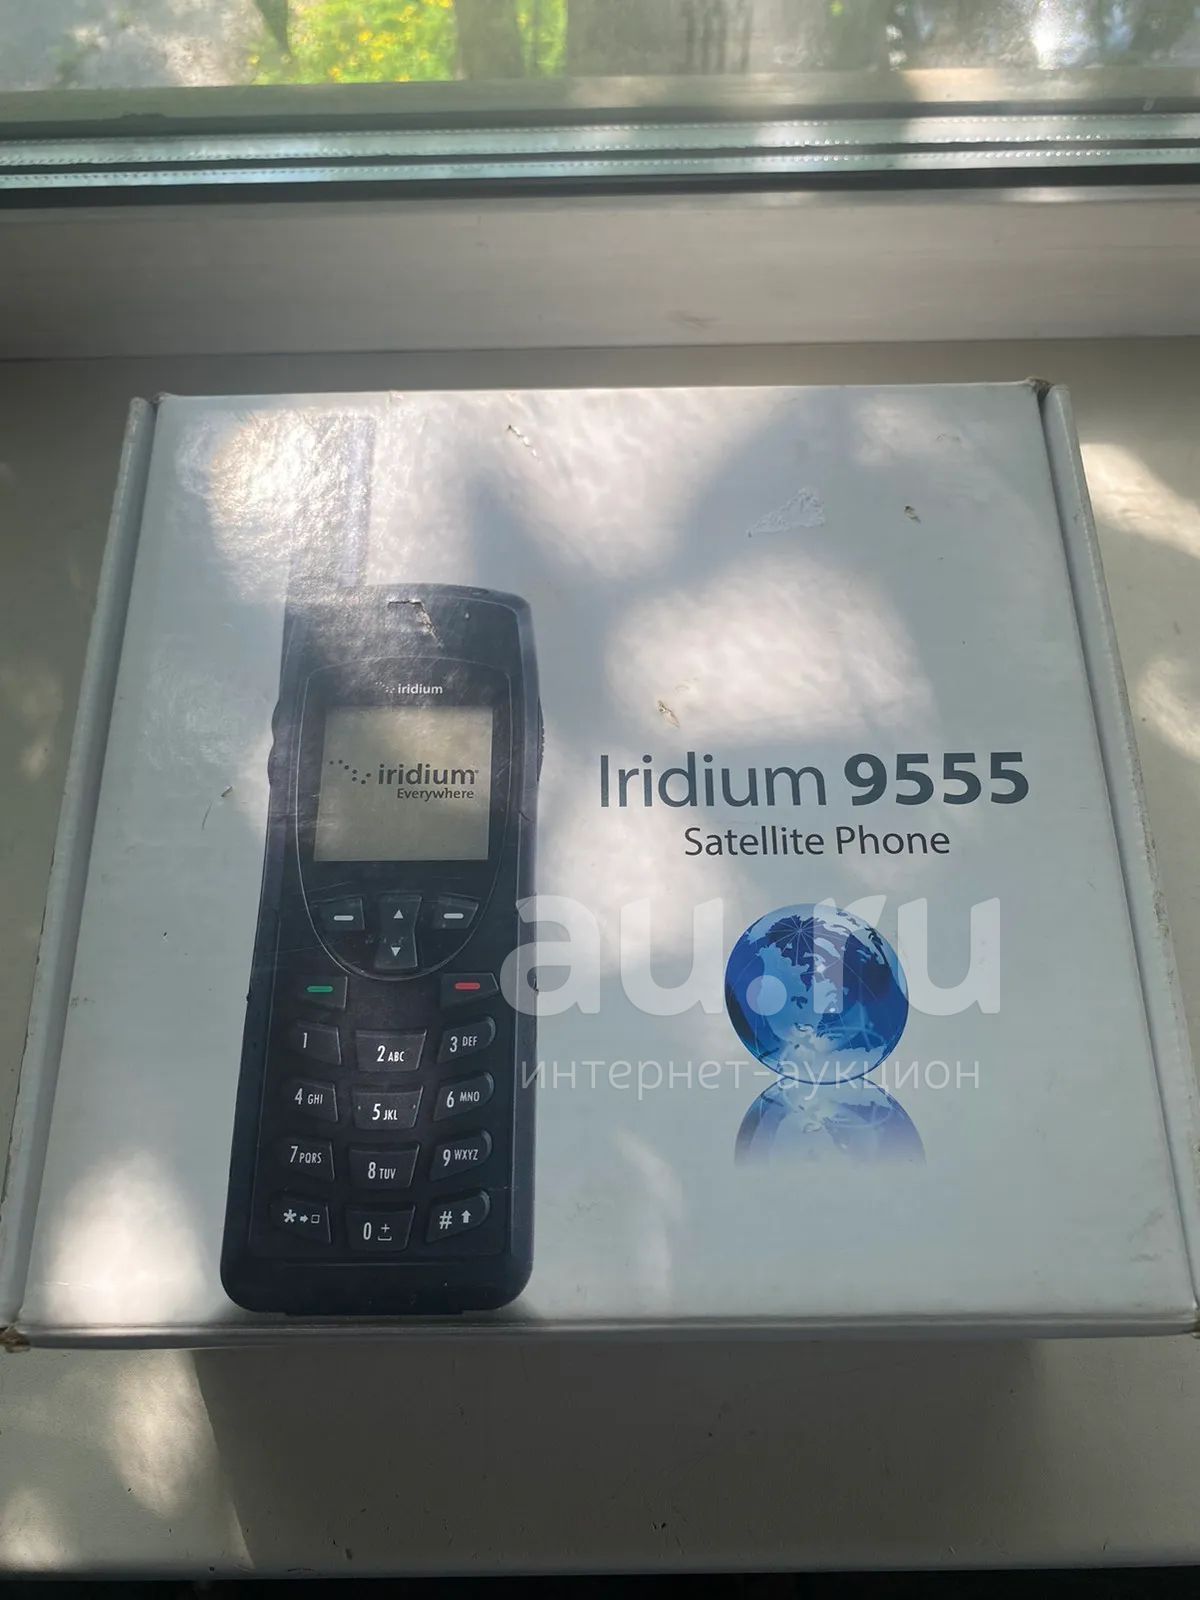 iridium
iridium
Everywhere
Iridium 9555
Satellite Phone
au.ru
интернет-аукцион
1
2 ABC
3 DEF
4 GHI
5 JKL
6 MNO
7 PQRS
8 TUV
9 WXYZ
*
0 +
#